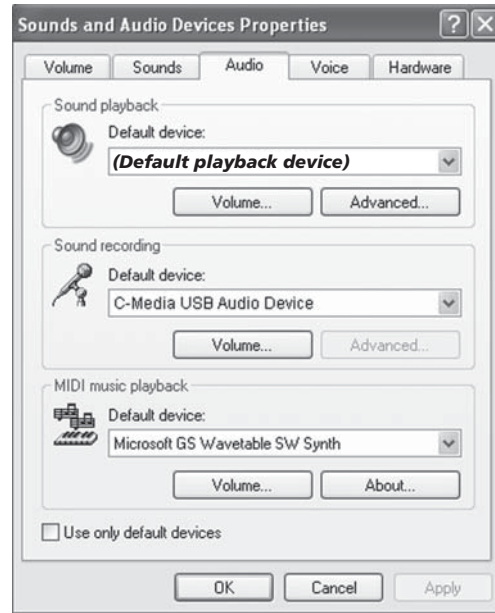 Sounds and Audio Devices Properties
?
X
Volume Sounds Audio Voice Hardware
Sound playback
Default device:
(Default playback device)
Volume... Advanced...
Sound recording
Default device:
C-Media USB Audio Device
Volume... Advanced...
MIDI music playback
Default device:
Microsoft GS Wavetable SW Synth
Volume... About...
Use only default devices
OK Cancel Apply